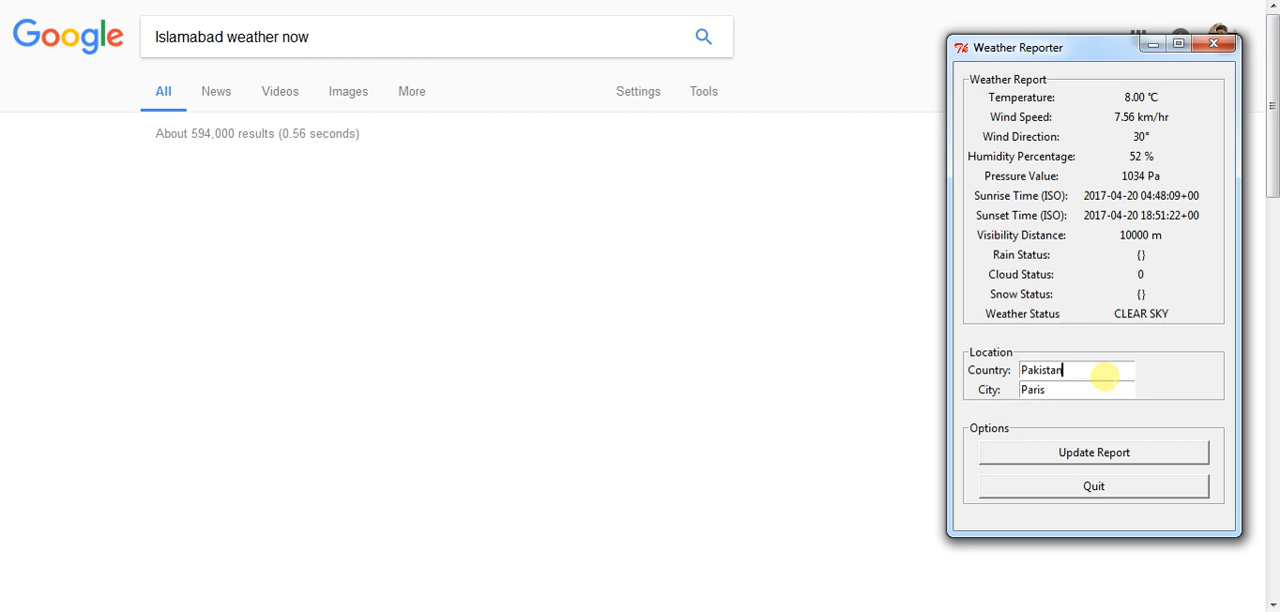 Google
Islamabad weather now
All News Videos Images More Settings Tools
About 594,000 results (0.56 seconds)
Weather Reporter
Weather Report
Temperature: 8.00 °C
Wind Speed: 7.56 km/hr
Wind Direction: 30°
Humidity Percentage: 52 %
Pressure Value: 1034 Pa
Sunrise Time (ISO): 2017-04-20 04:48:09+00
Sunset Time (ISO): 2017-04-20 18:51:22+00
Visibility Distance: 10000 m
Rain Status: {}
Cloud Status: 0
Snow Status: {}
Weather Status CLEAR SKY
Location
Country: Pakistan
City: Paris
Options
Update Report
Quit